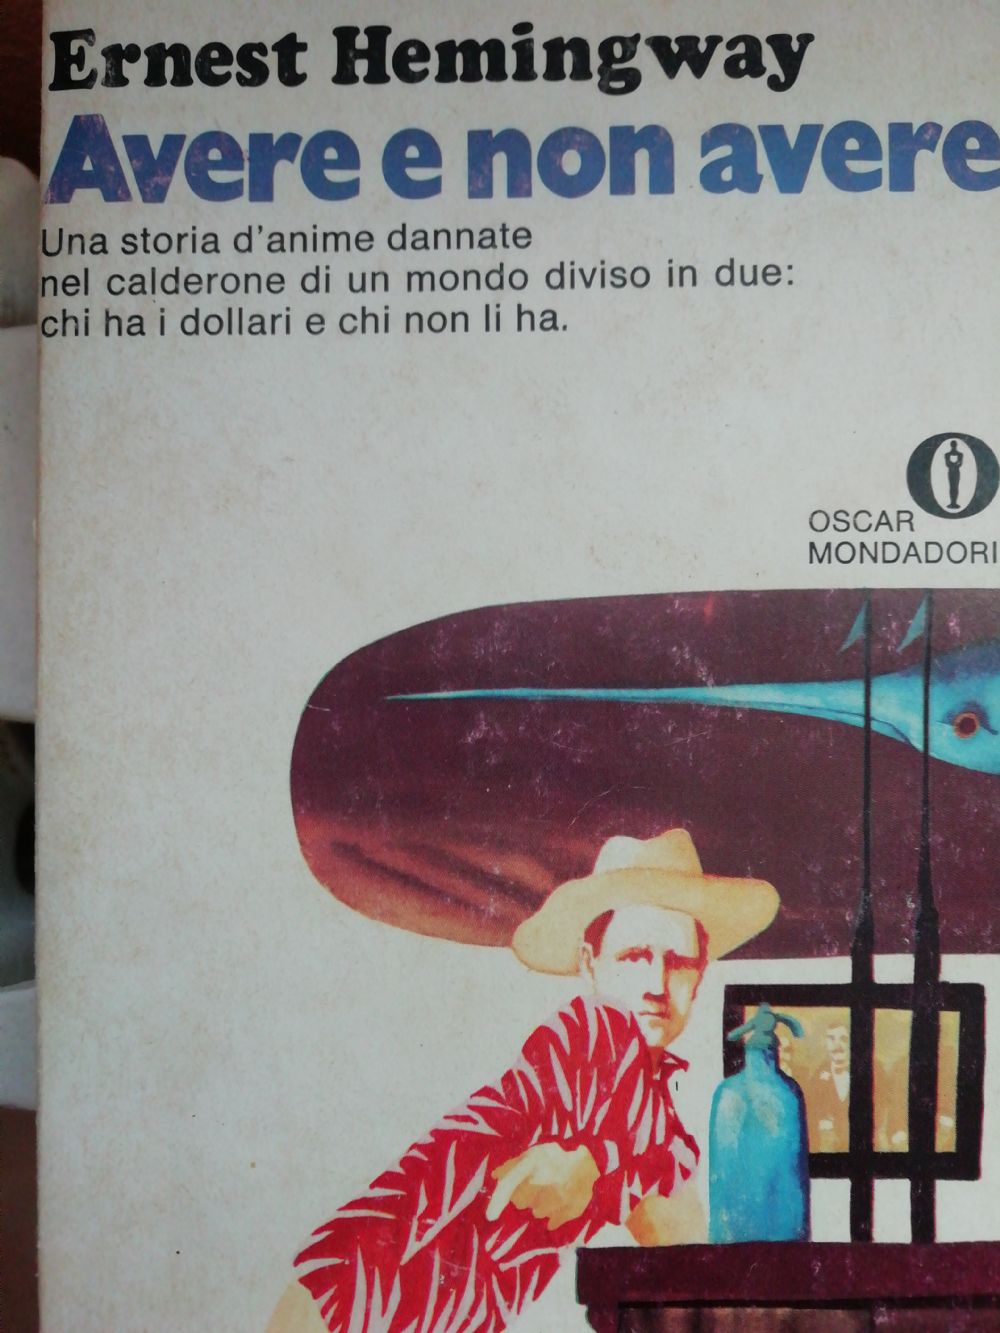 Ernest Hemingway
Avere e non avere
Una storia d'anime dannate
nel calderone di un mondo diviso in due:
chi ha i dollari e chi non li ha.
OSCAR
MONDADORI